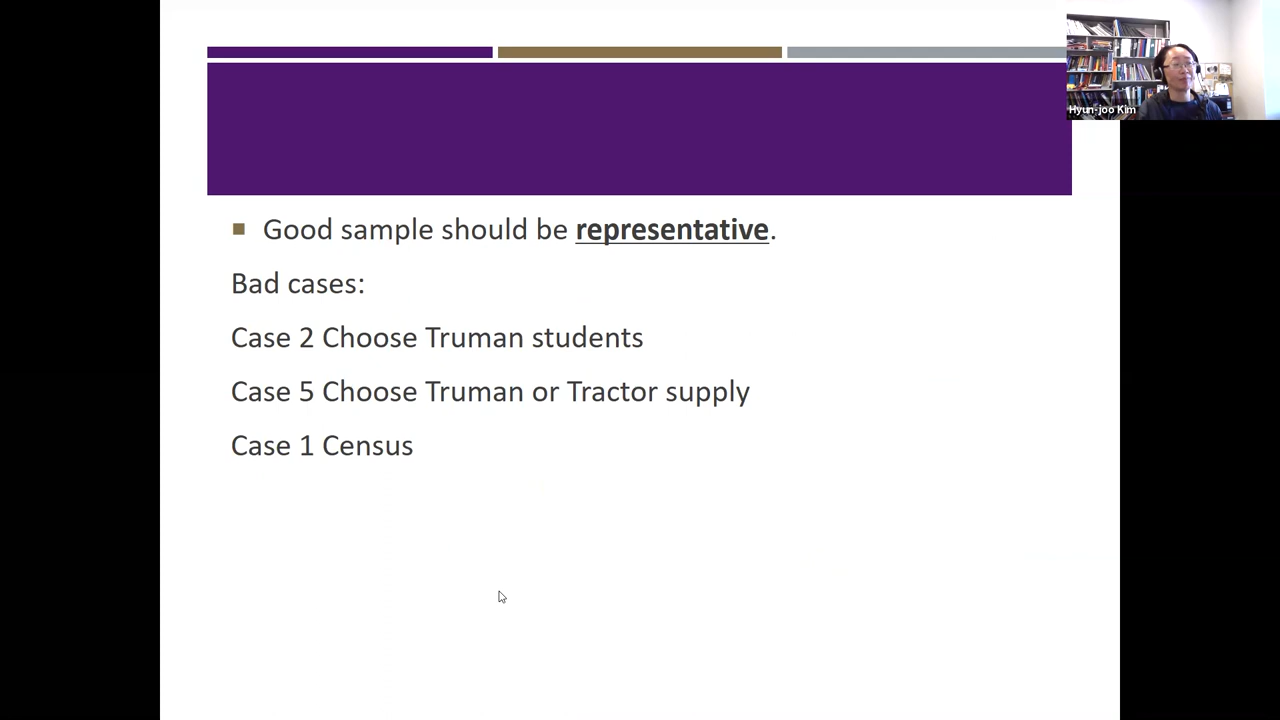 Hyun-joo Kim
Good sample should be representative.
Bad cases:
Case 2 Choose Truman students
Case 5 Choose Truman or Tractor supply
Case 1 Census